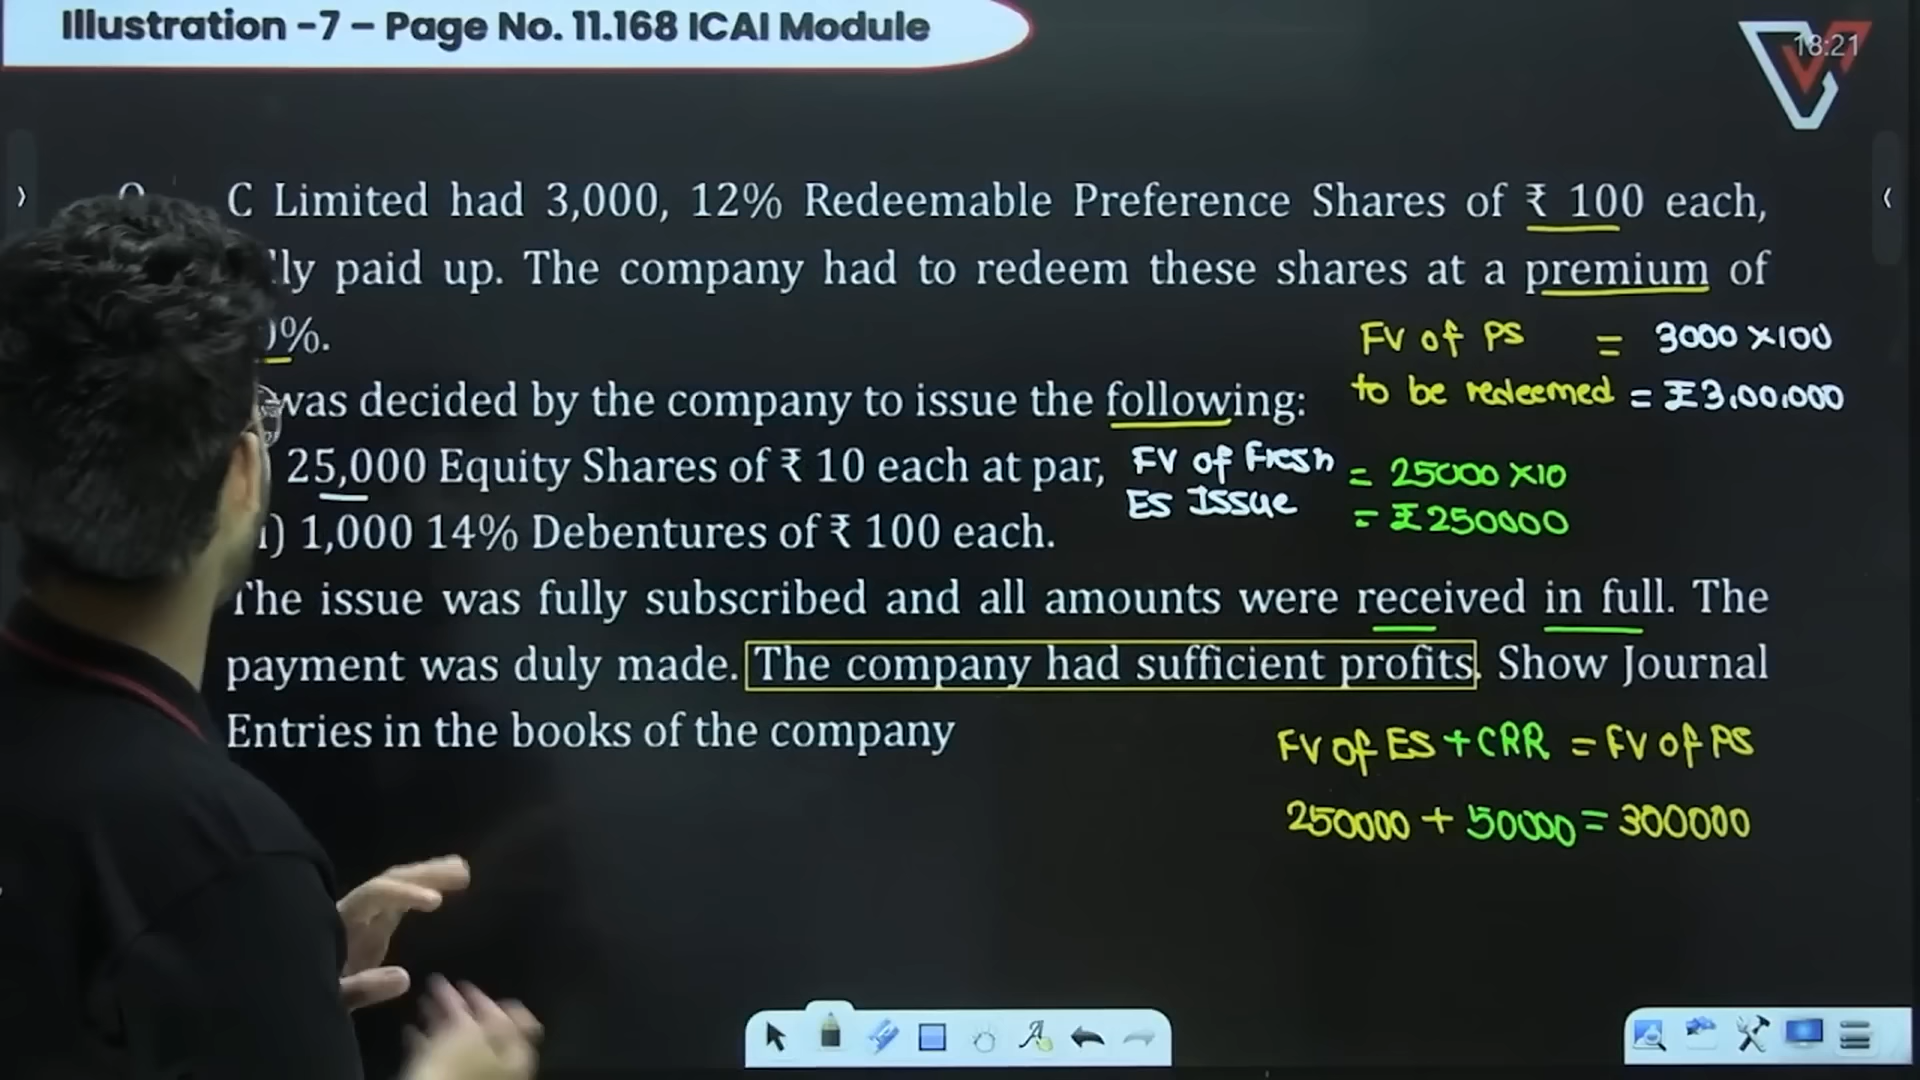 Illustration -7 – Page No. 11.168 ICAI Module
18:21
C Limited had 3,000, 12% Redeemable Preference Shares of ₹ 100 each,
paid up. The company had to redeem these shares at a premium of
%.
FV of PS = 3000 ×100
to be redeemed = ₹3,00,000
was decided by the company to issue the following:
25,000 Equity Shares of ₹ 10 each at par,
FV of Fresh = 25000 ×10
ES Issue = ₹250000
) 1,000 14% Debentures of ₹ 100 each.
The issue was fully subscribed and all amounts were received in full. The
payment was duly made. The company had sufficient profits. Show Journal
Entries in the books of the company
FV of ES + CRR = FV of PS
250000 + 50000 = 300000